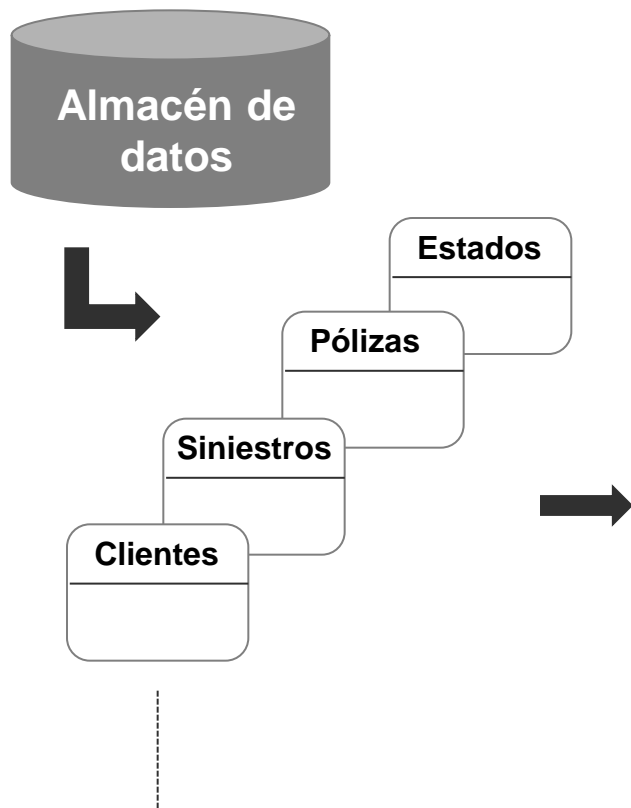 Almacén de
datos
Estados
Pólizas
Siniestros
Clientes